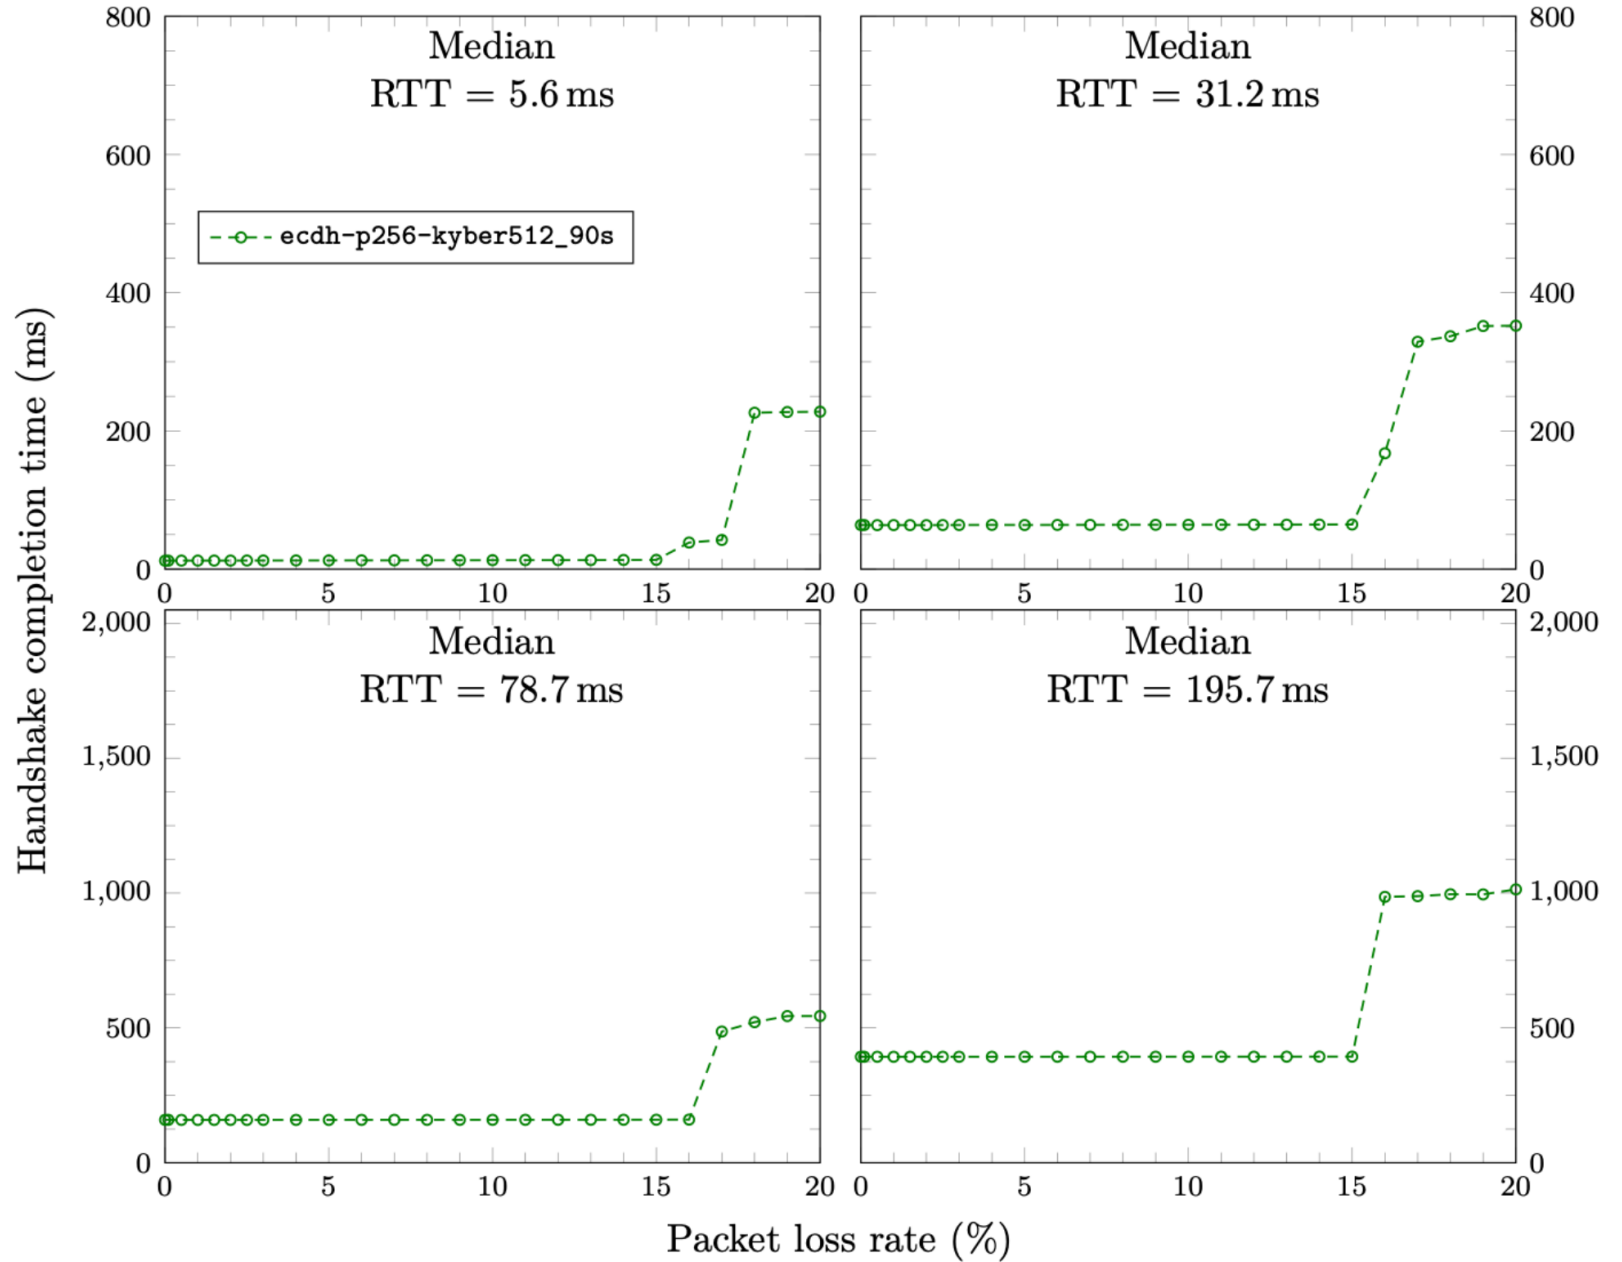 800
600
400
200
0
Median
RTT = 5.6 ms
ecdh-p256-kyber512_90s
0 5 10 15 20
Median
RTT = 31.2 ms
800
600
400
200
0
0 5 10 15 20
Handshake completion time (ms)
2,000
1,500
1,000
500
0
Median
RTT = 78.7 ms
0 5 10 15 20
Median
RTT = 195.7 ms
2,000
1,500
1,000
500
0
0 5 10 15 20
Packet loss rate (%)